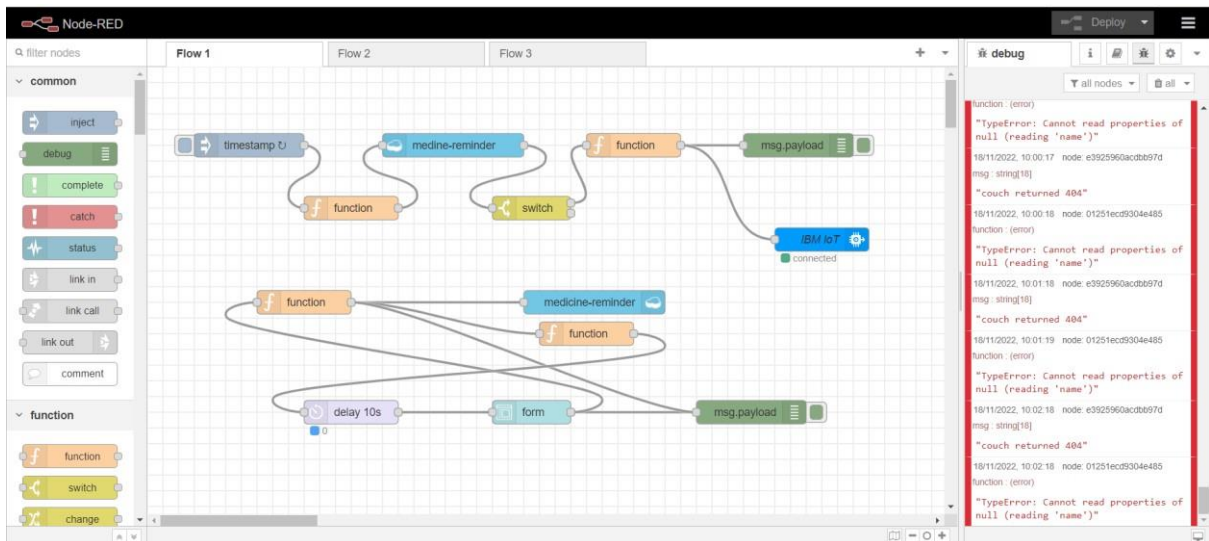 Node-RED
Deploy
filter nodes
Flow 1
Flow 2
Flow 3
debug
i
all nodes
all
common
inject
debug
complete
catch
status
link in
link call
link out
comment
function
function
switch
change
timestamp ↻
medine-reminder
function
msg.payload
function
switch
IBM IoT
connected
function
medicine-reminder
function
delay 10s
form
msg.payload
0
function : (error)
"TypeError: Cannot read properties of
null (reading 'name')"
18/11/2022, 10:00:17 node: e3925960acdbb97d
msg : string[18]
"couch returned 404"
18/11/2022, 10:00:18 node: 01251ecd9304e485
function : (error)
"TypeError: Cannot read properties of
null (reading 'name')"
18/11/2022, 10:01:18 node: e3925960acdbb97d
msg : string[18]
"couch returned 404"
18/11/2022, 10:01:19 node: 01251ecd9304e485
function : (error)
"TypeError: Cannot read properties of
null (reading 'name')"
18/11/2022, 10:02:18 node: e3925960acdbb97d
msg : string[18]
"couch returned 404"
18/11/2022, 10:02:18 node: 01251ecd9304e485
function : (error)
"TypeError: Cannot read properties of
null (reading 'name')"